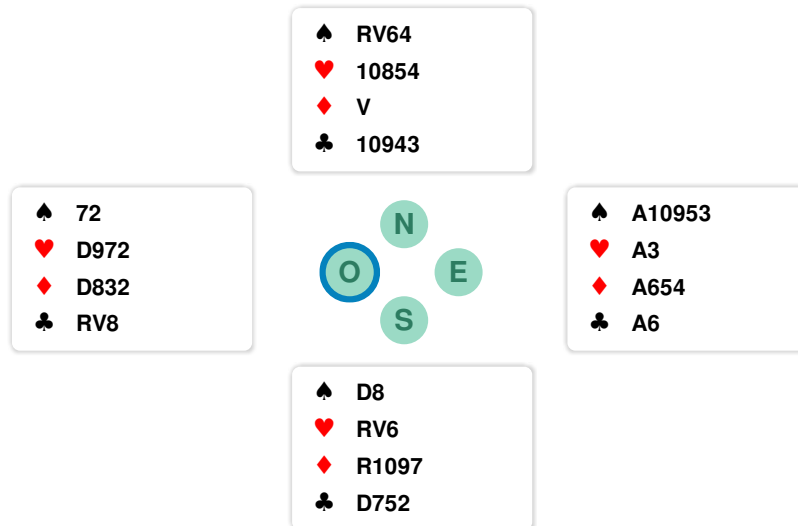 ♠ RV64
♥ 10854
♦ V
♣ 10943
♠ 72
♥ D972
♦ D832
♣ RV8
N
O E
S
♠ A10953
♥ A3
♦ A654
♣ A6
♠ D8
♥ RV6
♦ R1097
♣ D752